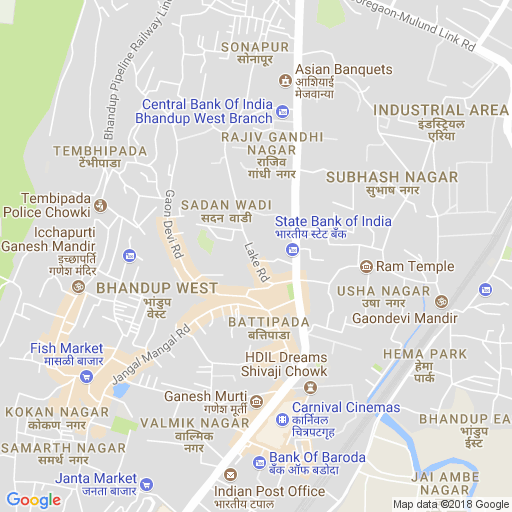 Goregaon-Mulund Link Rd
Bhandup Pipeline Railway Line
SONAPUR
सोनापूर
Asian Banquets
आशियाई
मेजवान्या
Central Bank Of India
Bhandup West Branch
INDUSTRIAL AREA
इंडस्ट्रियल
एरिया
RAJIV GANDHI
NAGAR
राजिव
गांधी नगर
TEMBHIPADA
टेंभीपाडा
SUBHASH NAGAR
सुभाष नगर
Tembipada
Police Chowki
SADAN WADI
सदन वाडी
Gaon Devi Rd
Lake Rd
State Bank of India
भारतीय स्टेट बँक
Icchapurti
Ganesh Mandir
इच्छापूर्ति
गणेश मंदिर
Ram Temple
BHANDUP WEST
भांडुप
वेस्ट
USHA NAGAR
उषा नगर
Gaondevi Mandir
BATTIPADA
बत्तिपाडा
Jangal Mangal Rd
Fish Market
मासळी बाजार
HDIL Dreams
Shivaji Chowk
HEMA PARK
हेमा
पार्क
Ganesh Murti
गणेश मूर्ती
KOKAN NAGAR
कोकण नगर
Carnival Cinemas
कार्निवल
चित्रपटगृह
VALMIK NAGAR
वाल्मिक
नगर
BHANDUP EA
भांडुप
ईस्ट
SAMARTH NAGAR
समर्थ नगर
Bank Of Baroda
बँक ऑफ बडोदा
Janta Market
जनता बाजार
JAI AMBE
NAGAR
Indian Post Office
भारतीय टपाल
Google
Map data ©2018 Google